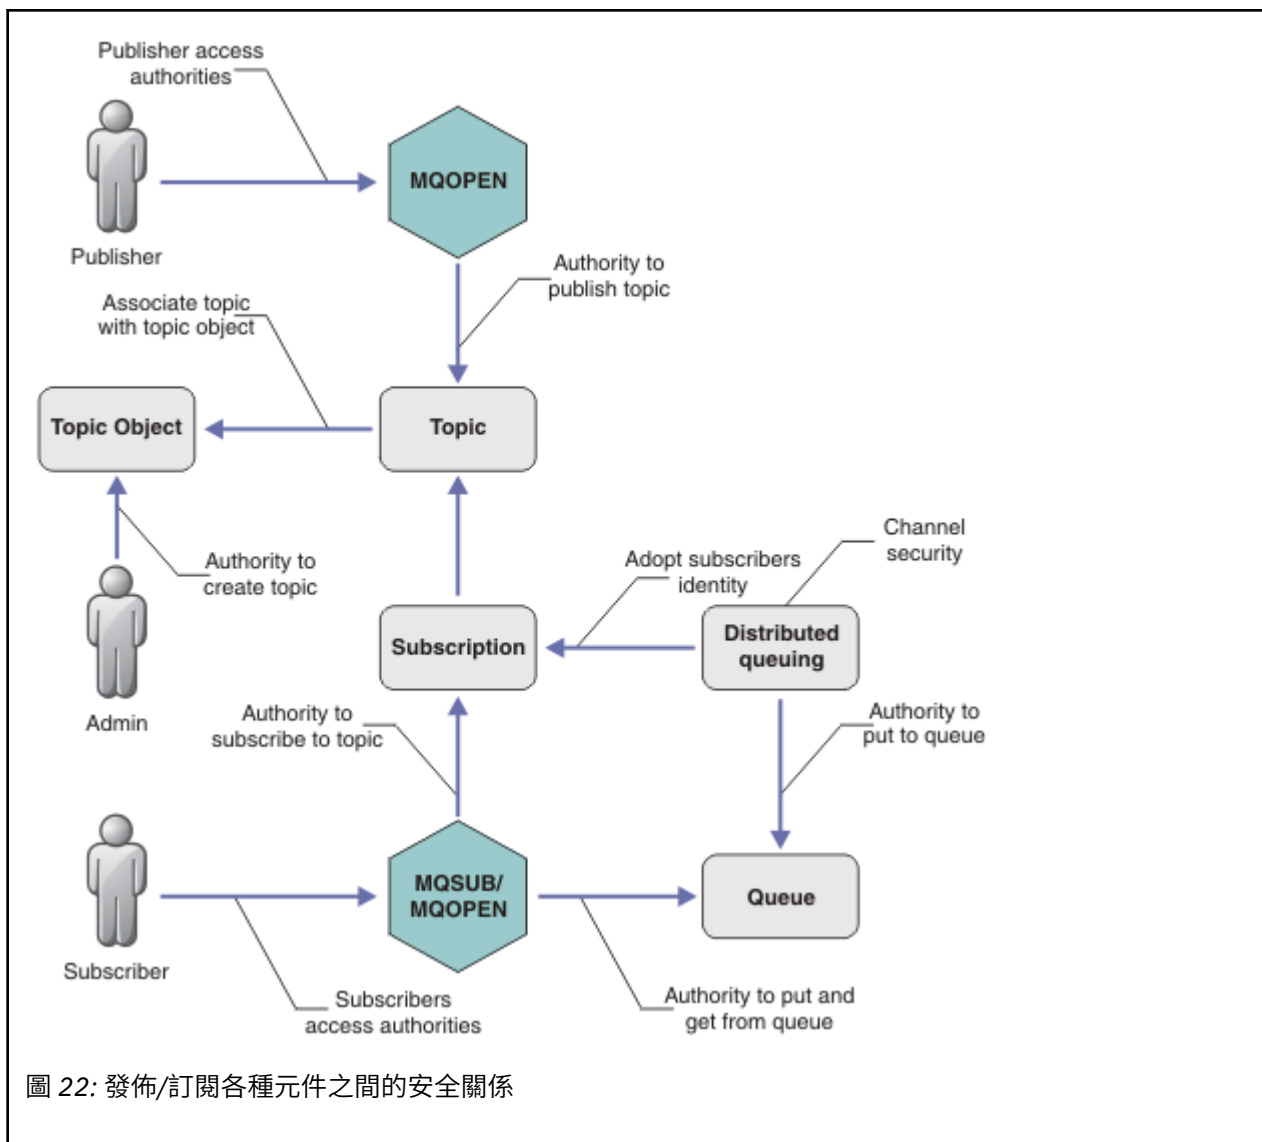 Publisher access
authorities
MQOPEN
Publisher
Authority to
publish topic
Associate topic
with topic object
Topic Object
Topic
Channel
security
Authority to
create topic
Adopt subscribers
identity
Subscription
Distributed
queuing
Admin
Authority to
subscribe to topic
Authority to
put to queue
MQSUB/
MQOPEN
Queue
Subscriber
Subscribers
access authorities
Authority to put and
get from queue
圖 22: 發佈/訂閱各種元件之間的安全關係